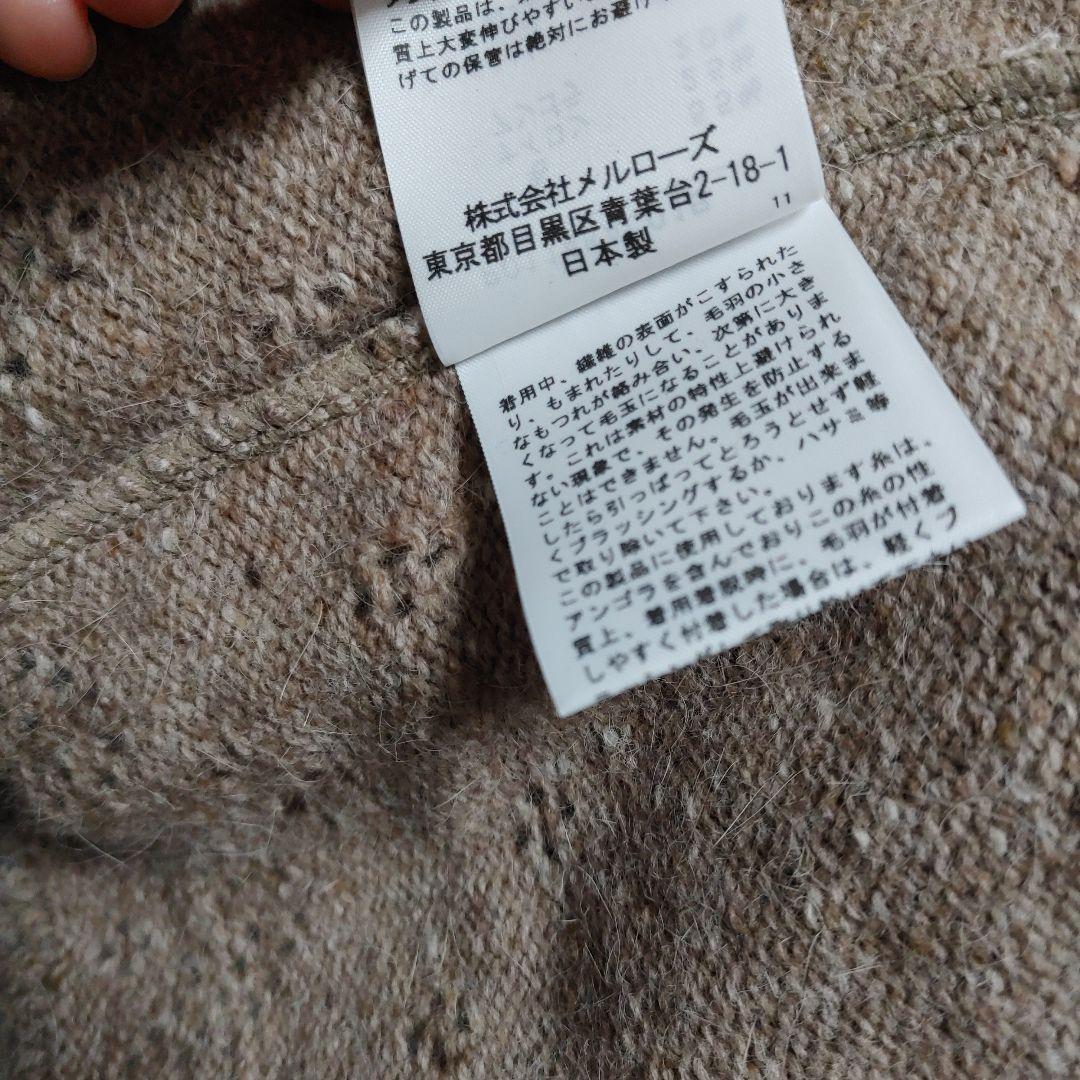 この製品は、
質上大変伸びやすい
げての保管は絶対にお避け
株式会社メルローズ
東京都目黒区青葉台2-18-1
日本製
11
着用中、繊維の表面がこすられた
り、もまれたりして、毛羽の小さ
なもつれが絡み合い、次第に大き
くなって毛玉になることがありま
す。これは素材の特性上避けられ
ない現象で、その発生を防止する
ことはできません。毛玉が出来ま
したら引っぱってとろうとせず軽
くブラッシングするか、ハサミ等
で取り除いて下さい。
この製品に使用しております糸は、
アンゴラを含んでおりこの糸の性
質上、着用着脱時に、毛羽が付着
しやすく付着した場合は、軽くブ